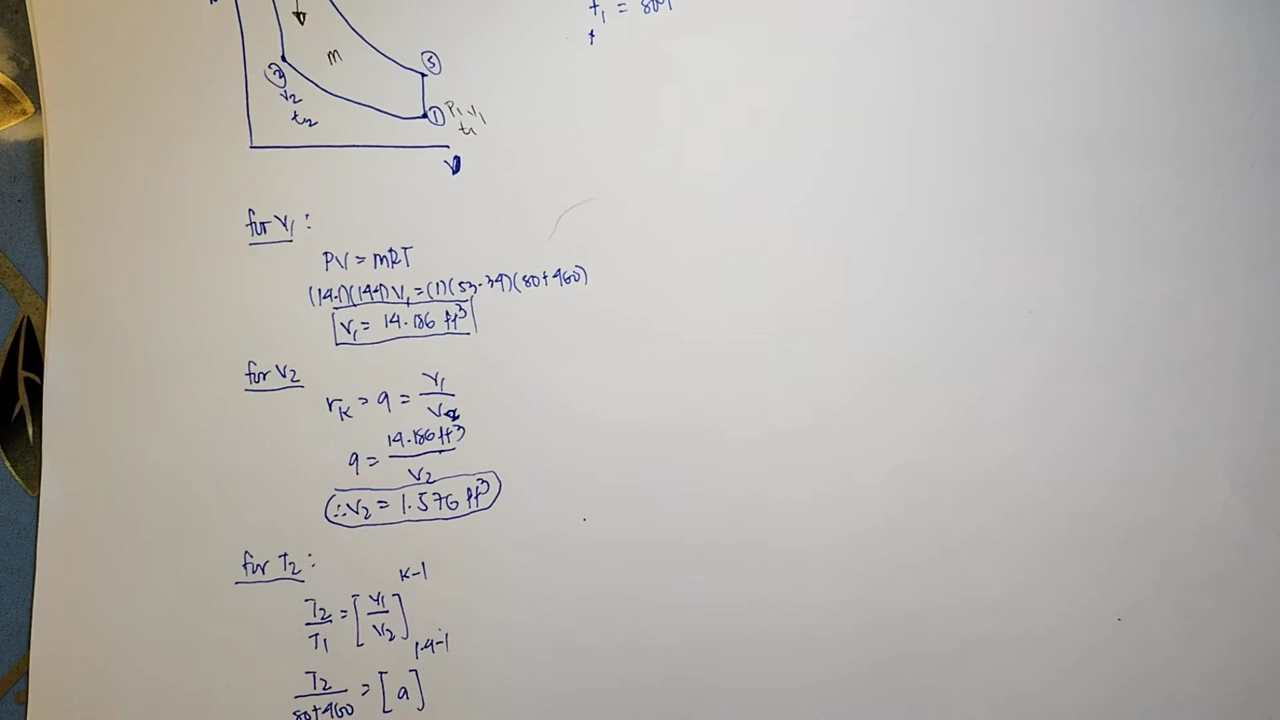 t₁ = 80°F
③
m
② 
V₂
t₂
① P₁ V₁
t₁
V
for V₁ :
PV = mRT
(14.1)(144)V₁ = (1)(53.34)(80+460)
V₁ = 14.186 ft³
for V₂
rₖ = 9 = V₁/V₂
9 = 14.186 ft³/V₂
∴ V₂ = 1.576 ft³
for T₂ :
T₂/T₁ = [V₁/V₂]ᴷ⁻¹
T₂/80+460 = [9]¹·⁴⁻¹